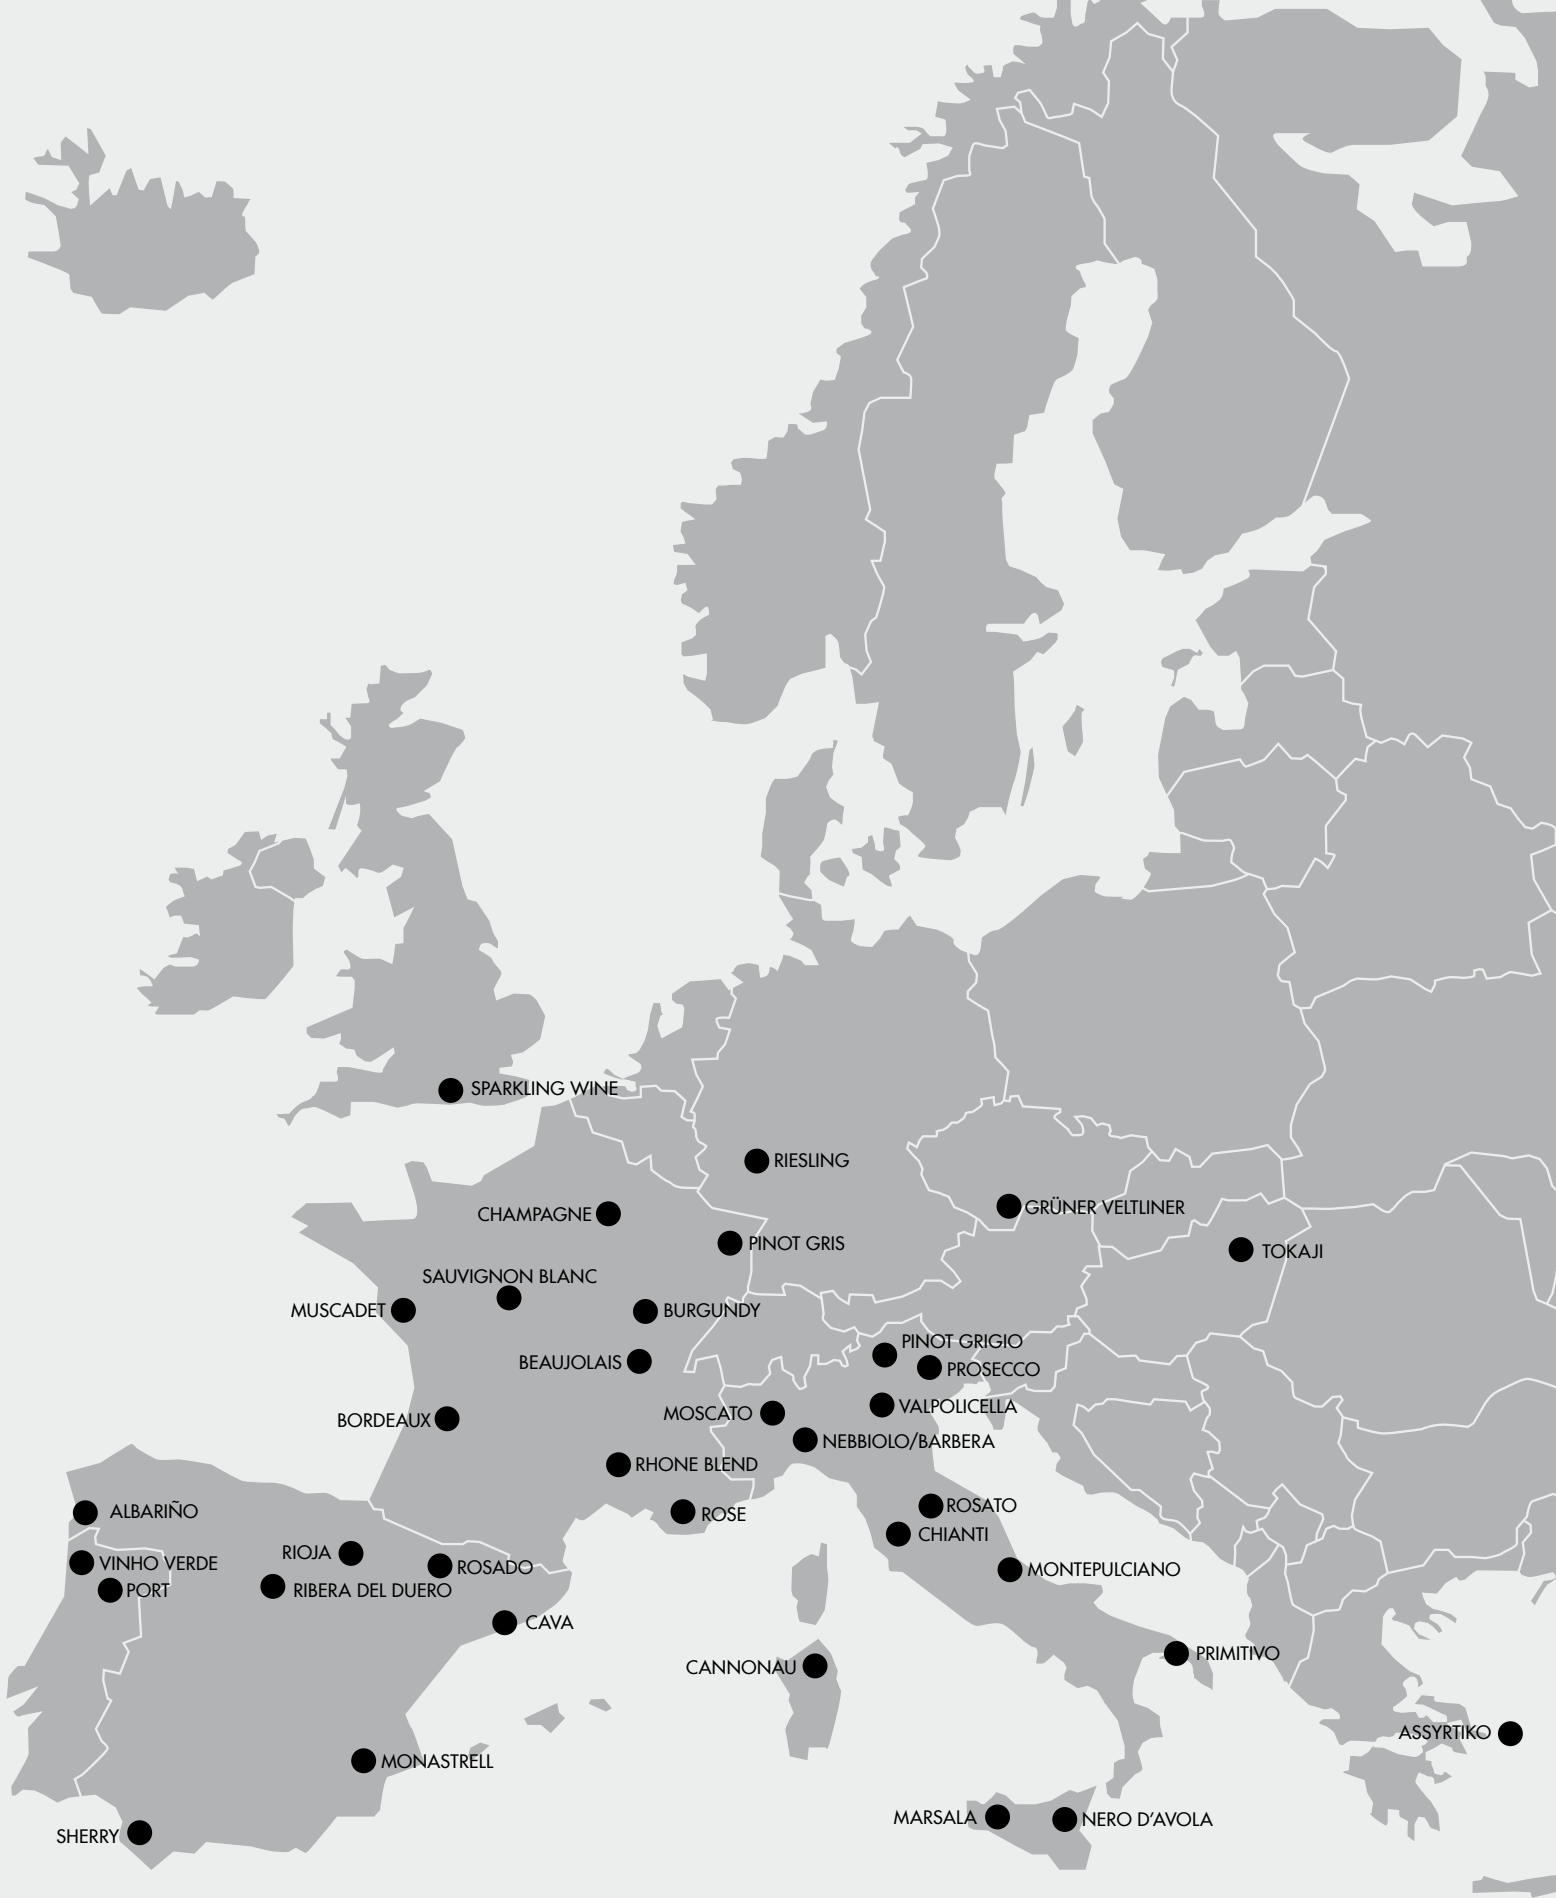 SPARKLING WINE
RIESLING
GRÜNER VELTLINER
CHAMPAGNE
PINOT GRIS
TOKAJI
SAUVIGNON BLANC
MUSCADET
BURGUNDY
PINOT GRIGIO
BEAUJOLAIS
PROSECCO
VALPOLICELLA
MOSCATO
BORDEAUX
NEBBIOLO/BARBERA
RHONE BLEND
ROSATO
ALBARIÑO
ROSE
CHIANTI
RIOJA
VINHO VERDE
ROSADO
MONTEPULCIANO
PORT
RIBERA DEL DUERO
CAVA
PRIMITIVO
CANNONAU
ASSYRTIKO
MONASTRELL
MARSALA
NERO D'AVOLA
SHERRY